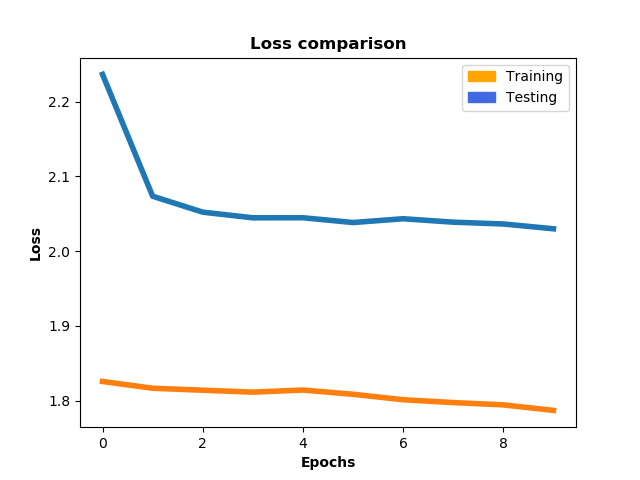 Loss comparison
Training
Testing
2.2
2.1
2.0
1.9
1.8
Loss
0 2 4 6 8
Epochs